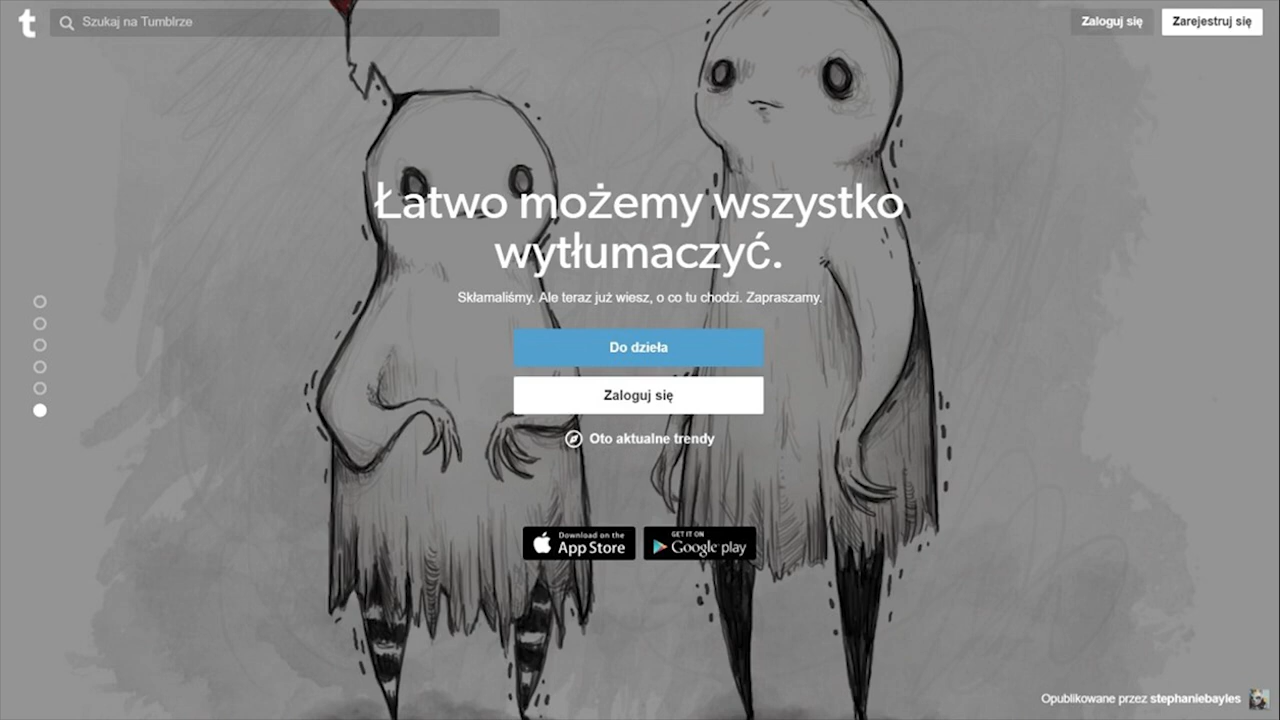 t
Szukaj na Tumblrze
Zaloguj się
Zarejestruj się
Łatwo możemy wszystko
wytłumaczyć.
Skłamaliśmy. Ale teraz już wiesz, o co tu chodzi. Zapraszamy.
Do dzieła
Zaloguj się
Oto aktualne trendy
Download on the
App Store
GET IT ON
Google play
Opublikowane przez stephaniebayles